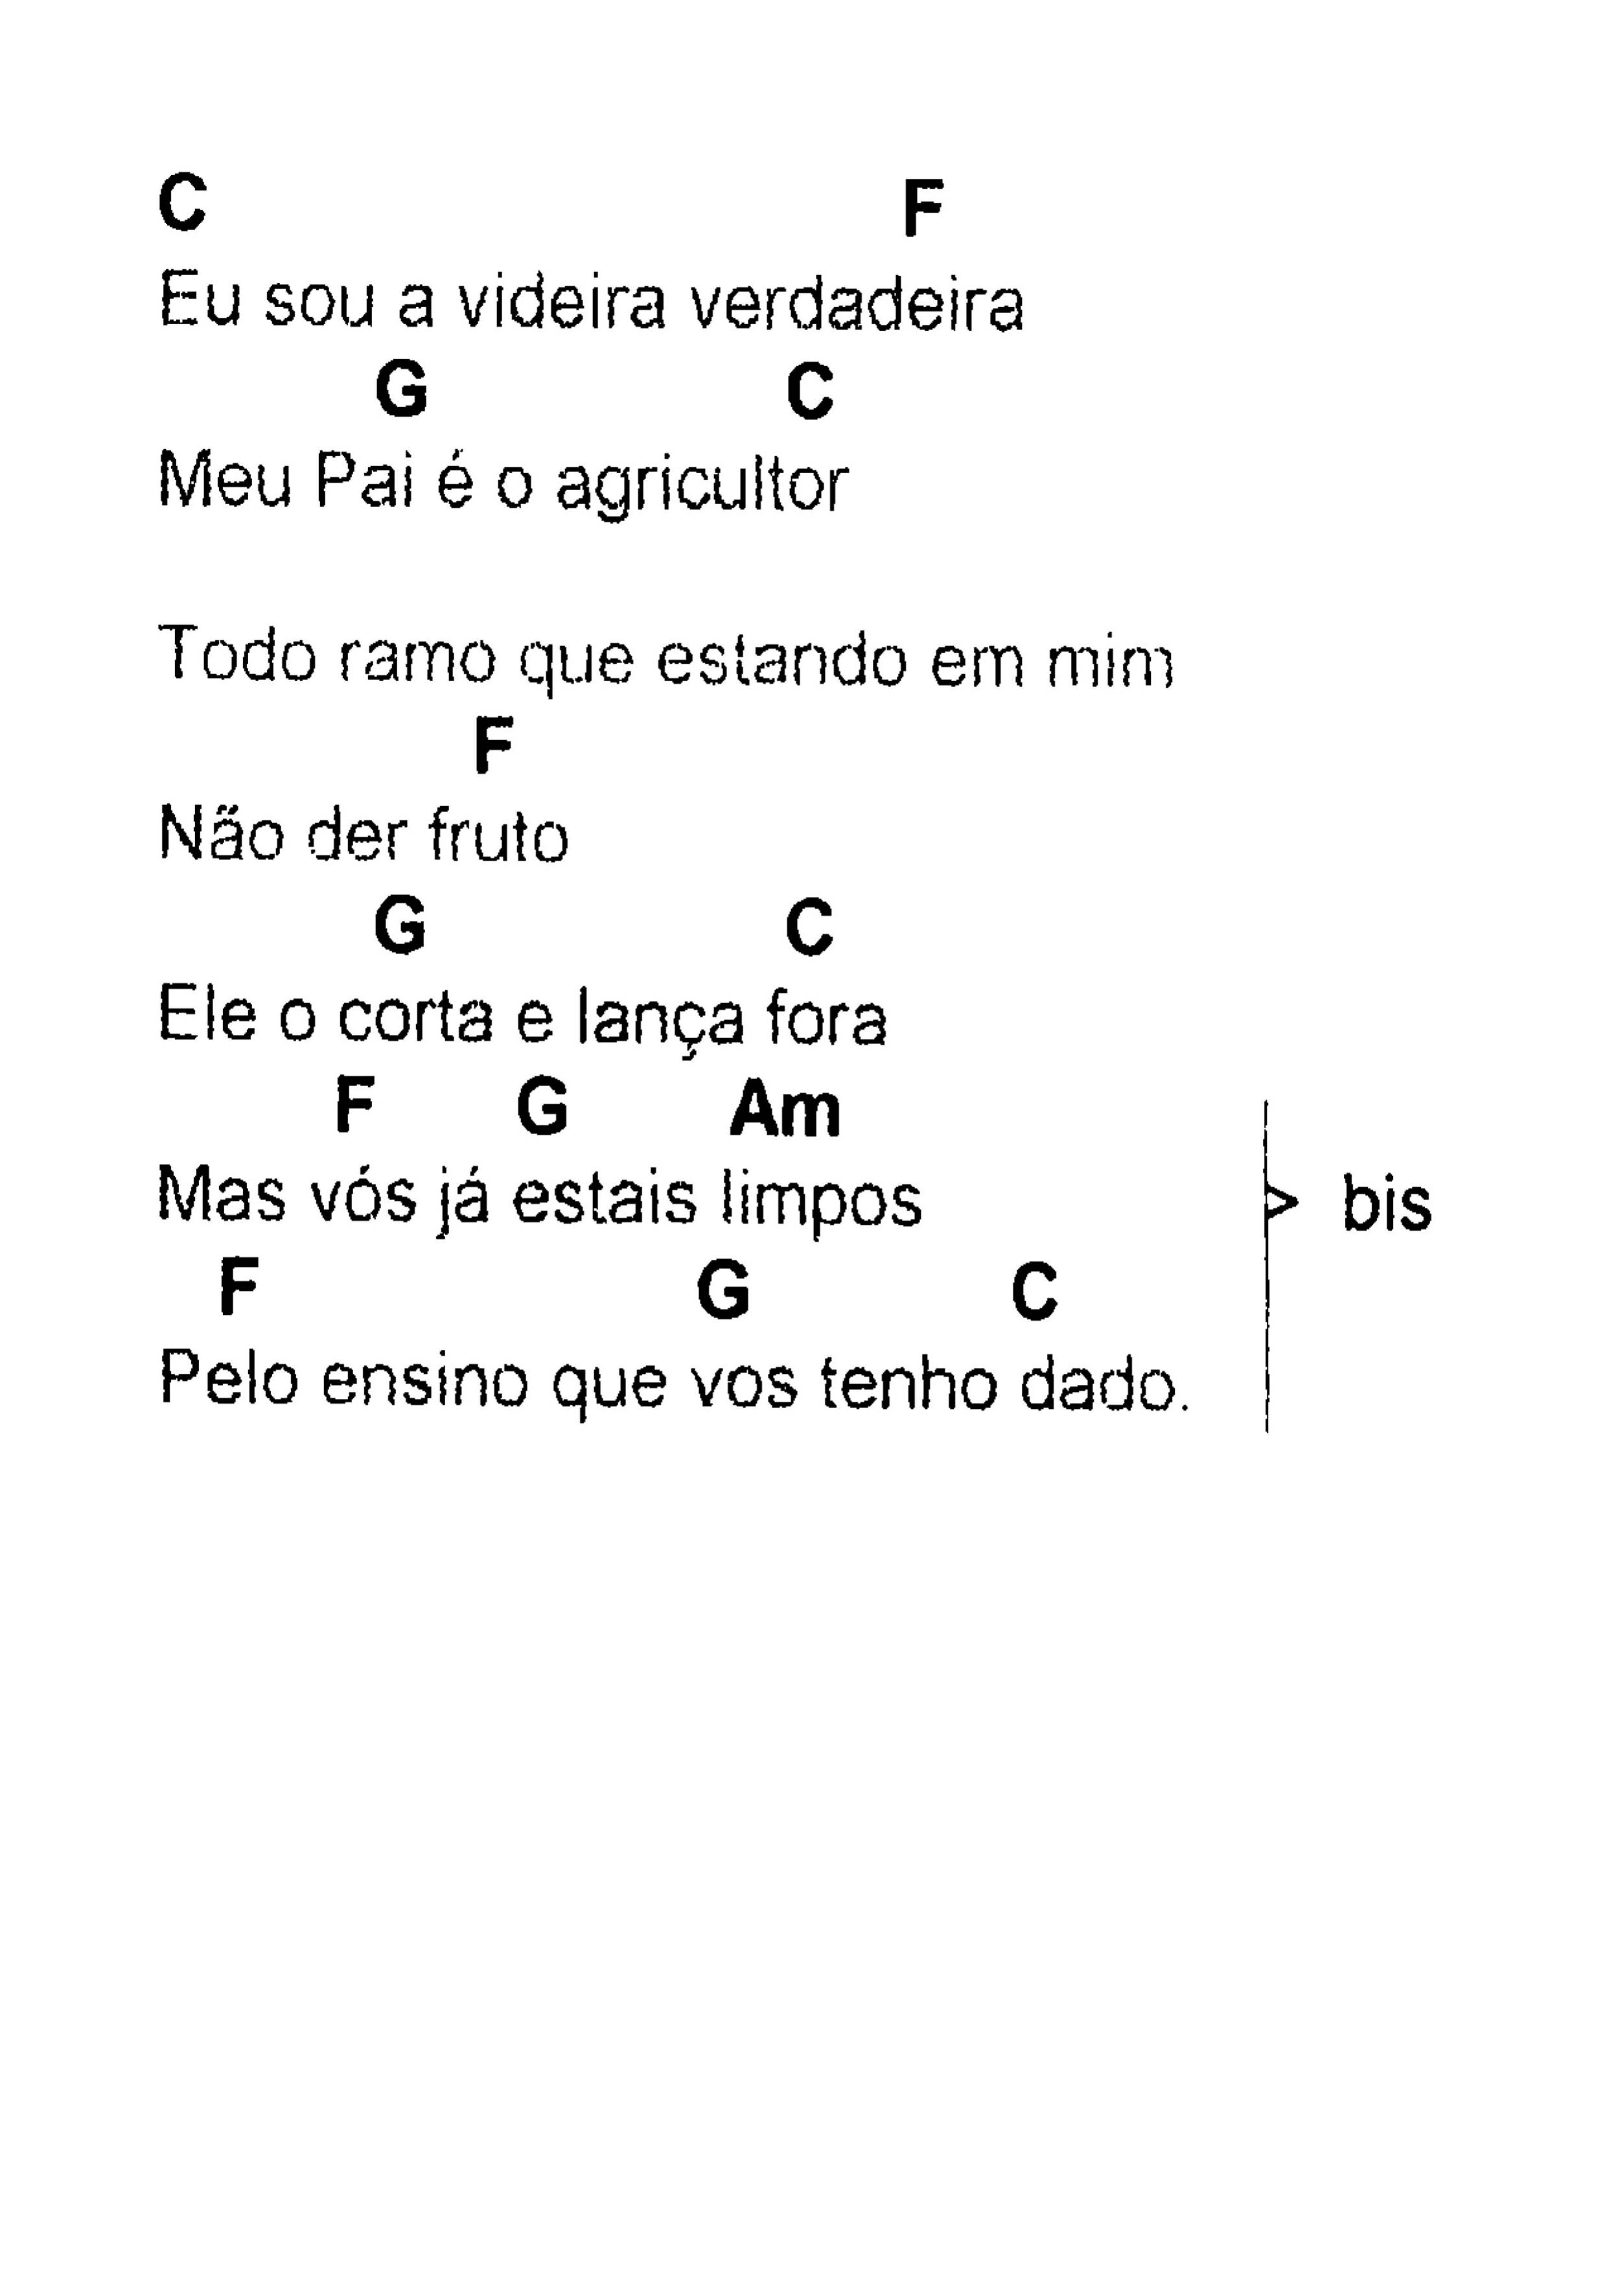 C F
Eu sou a videira verdadeira
G C
Meu Pai é o agricultor
Todo ramo que estando em mim
F
Não der fruto
G C
Ele o corta e lança fora
F G Am
Mas vós já estais limpos
> bis
F G C
Pelo ensino que vos tenho dado.